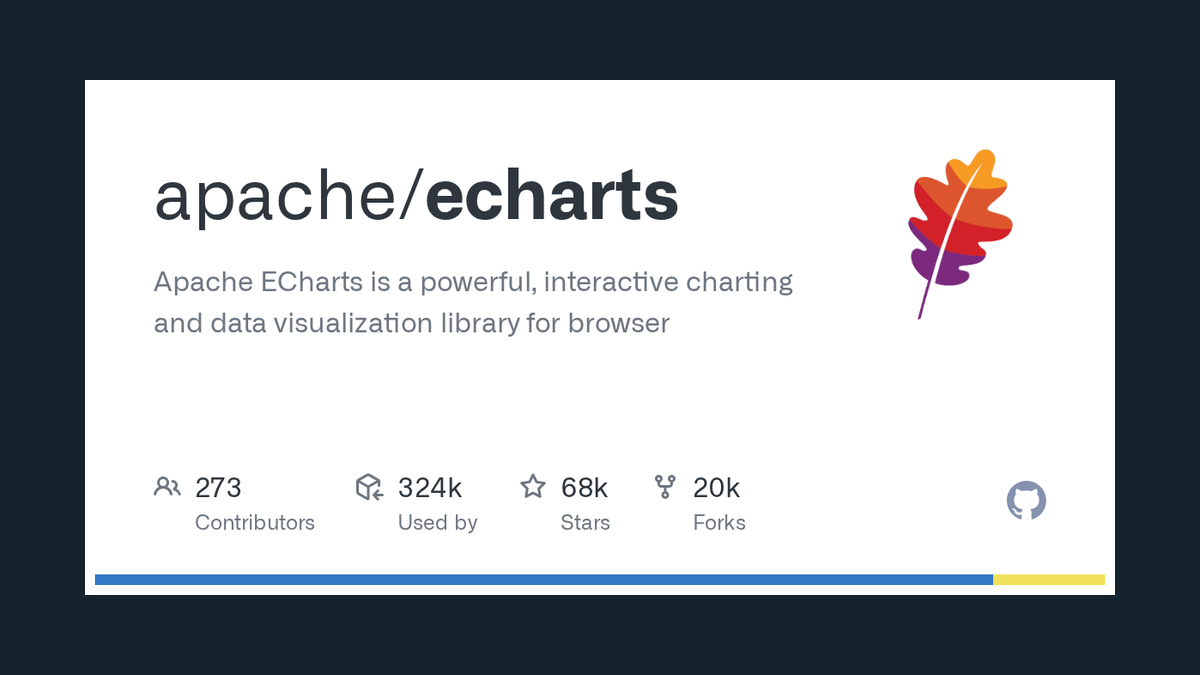 apache/echarts
Apache ECharts is a powerful, interactive charting
and data visualization library for browser
273
Contributors
324k
Used by
68k
Stars
20k
Forks